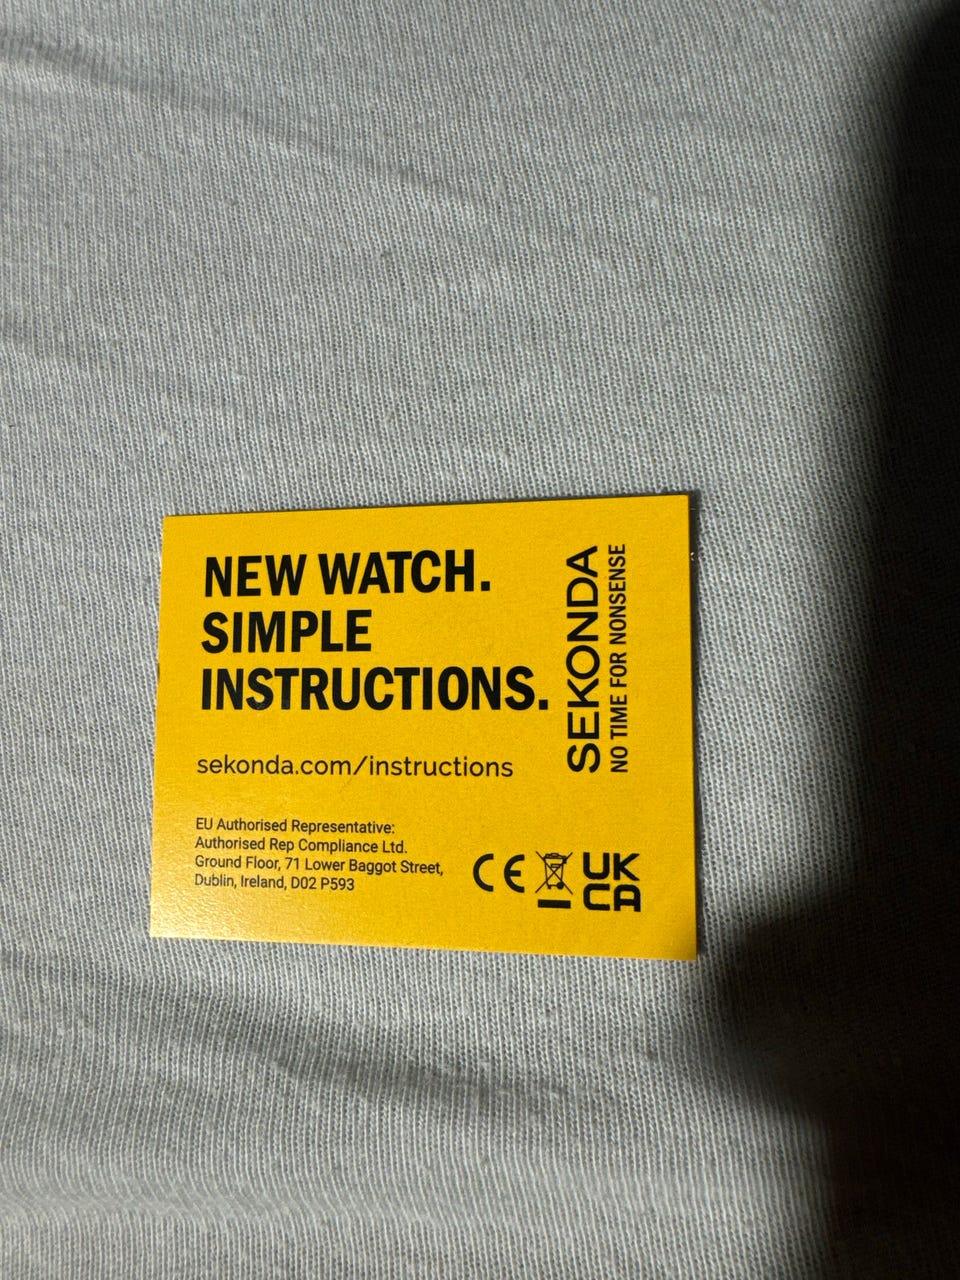 NEW WATCH.
SIMPLE
INSTRUCTIONS.
sekonda.com/instructions
EU Authorised Representative:
Authorised Rep Compliance Ltd.
Ground Floor, 71 Lower Baggot Street,
Dublin, Ireland, D02 P593
SEKONDA
NO TIME FOR NONSENSE
CE
UK
CA